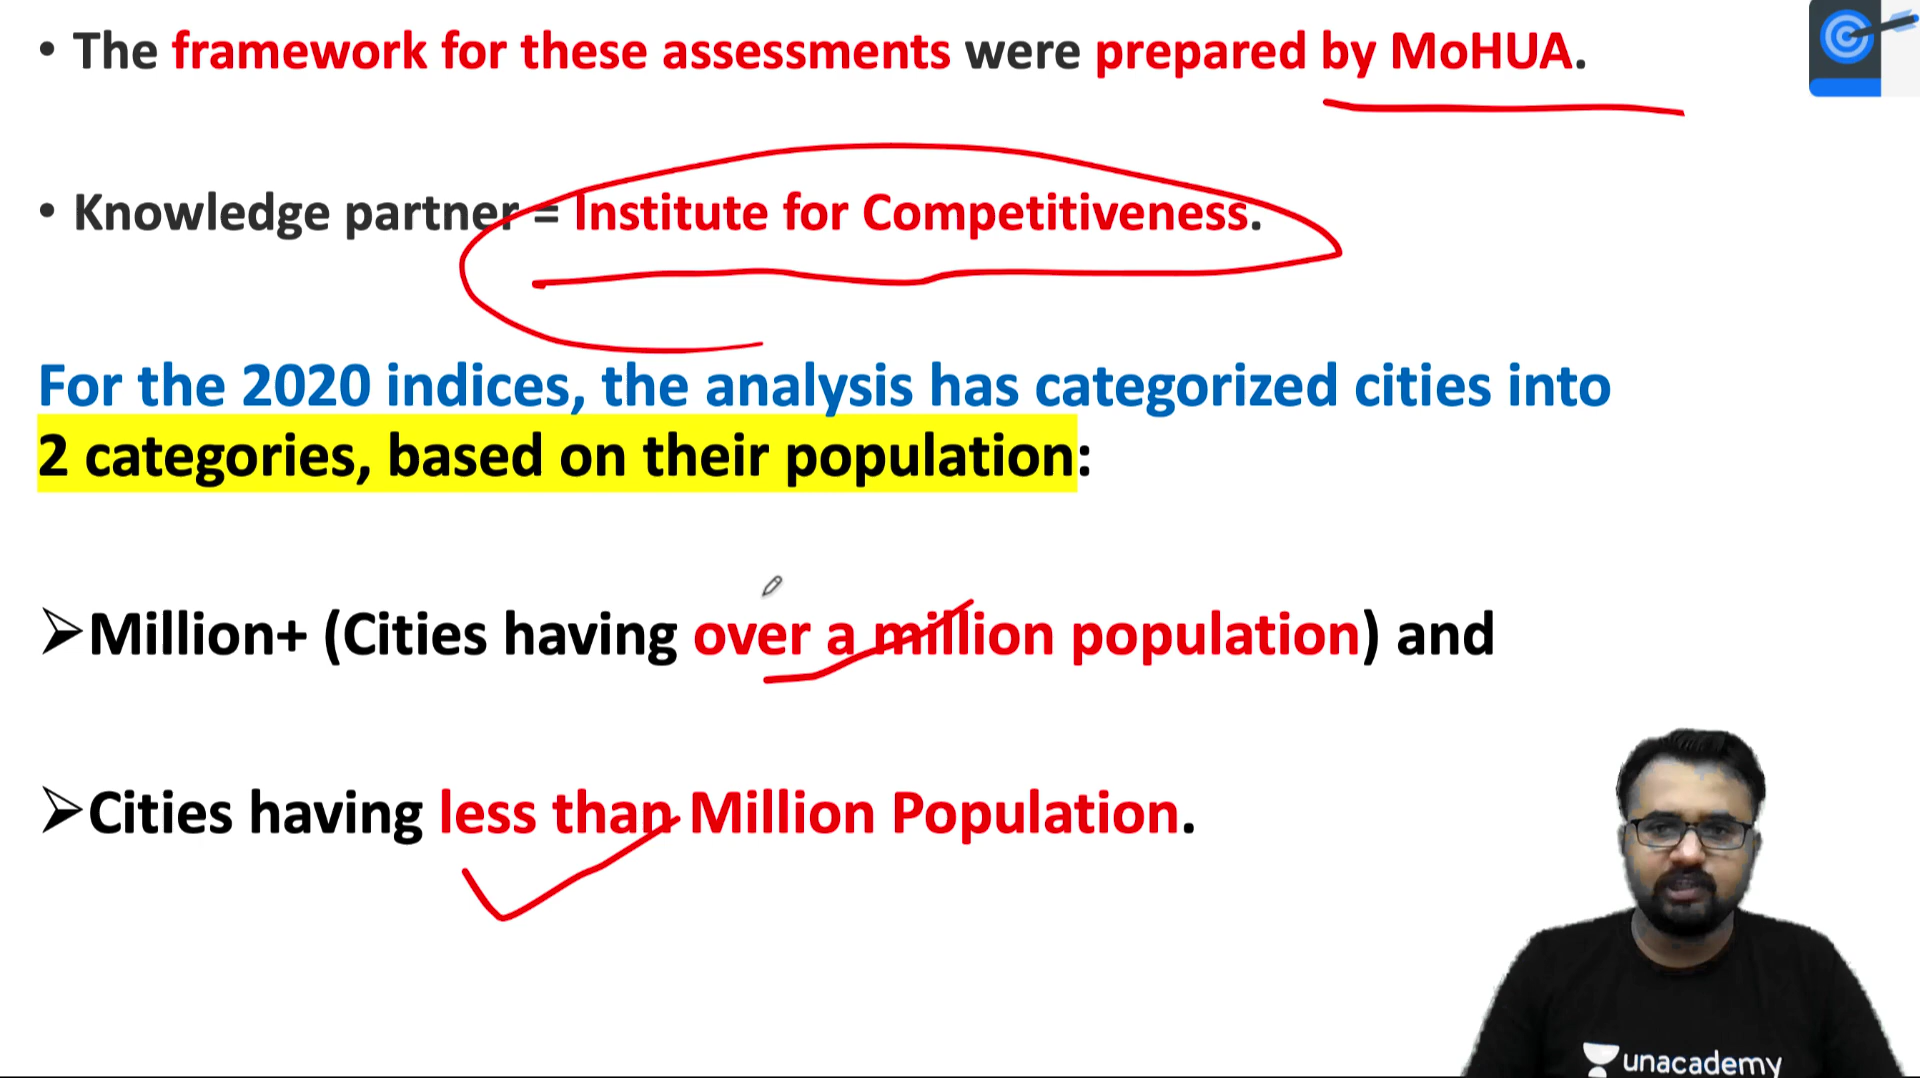 • The framework for these assessments were prepared by MoHUA.
• Knowledge partner = Institute for Competitiveness.
For the 2020 indices, the analysis has categorized cities into
2 categories, based on their population:
➢Million+ (Cities having over a million population) and
➢Cities having less than Million Population.
unacademy